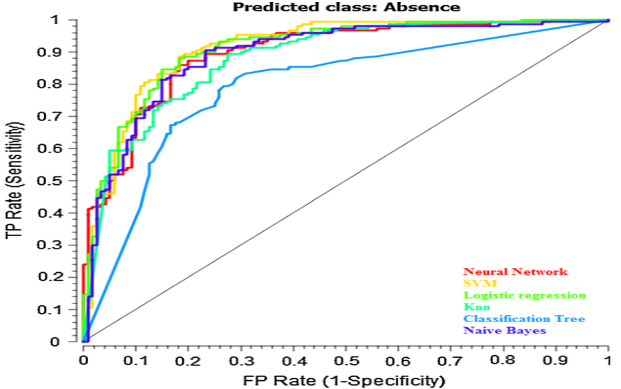 Predicted class: Absence
TP Rate (Sensitivity)
1
0.9
0.8
0.7
0.6
0.5
0.4
0.3
0.2
0.1
0
Neural Network
SVM
Logistic regression
Knn
Classification Tree
Naive Bayes
0 0.1 0.2 0.3 0.4 0.5 0.6 0.7 0.8 0.9 1
FP Rate (1-Specificity)